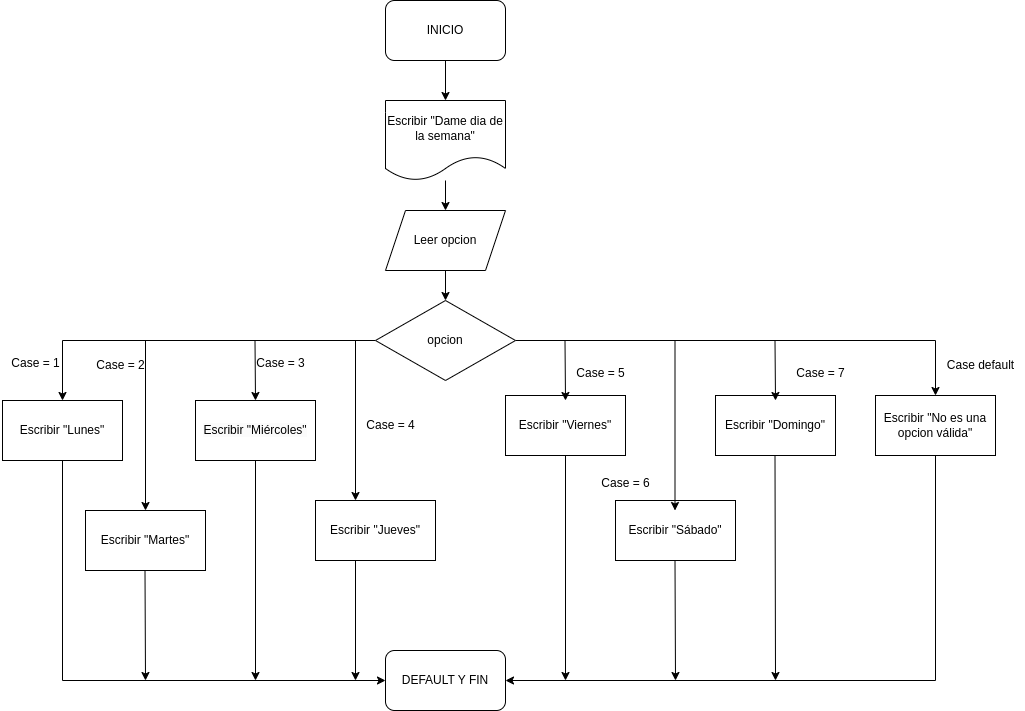 INICIO
Escribir "Dame dia de
la semana"
Leer opcion
opcion
Case = 1
Case = 2
Case = 3
Case = 4
Case = 5
Case = 6
Case = 7
Case default
Escribir "Lunes"
Escribir "Martes"
Escribir "Miércoles"
Escribir "Jueves"
Escribir "Viernes"
Escribir "Sábado"
Escribir "Domingo"
Escribir "No es una
opcion válida"
DEFAULT Y FIN